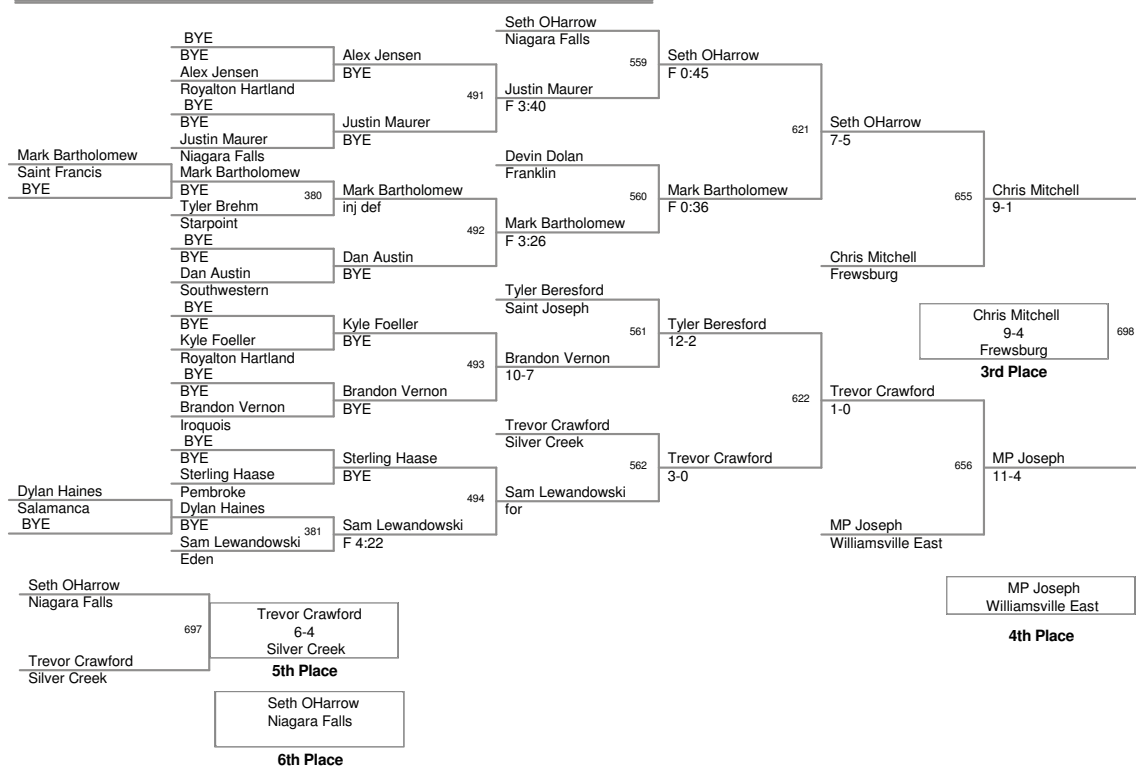 Mark Bartholomew
Saint Francis
BYE
Dylan Haines
Salamanca
BYE
BYE
BYE
Alex Jensen
Royalton Hartland
BYE
BYE
Justin Maurer
Niagara Falls
Mark Bartholomew
BYE
Tyler Brehm
Starpoint
380
BYE
BYE
Dan Austin
Southwestern
BYE
BYE
Kyle Foeller
Royalton Hartland
BYE
BYE
Brandon Vernon
Iroquois
BYE
BYE
Sterling Haase
Pembroke
Dylan Haines
BYE
Sam Lewandowski
Eden
381
Alex Jensen
BYE
491
Justin Maurer
BYE
Mark Bartholomew
inj def
492
Dan Austin
BYE
Kyle Foeller
BYE
493
Brandon Vernon
BYE
Sterling Haase
BYE
494
Sam Lewandowski
F 4:22
Seth OHarrow
Niagara Falls
559
Justin Maurer
F 3:40
Devin Dolan
Franklin
560
Mark Bartholomew
F 3:26
Tyler Beresford
Saint Joseph
561
Brandon Vernon
10-7
Trevor Crawford
Silver Creek
562
Sam Lewandowski
for
Seth OHarrow
F 0:45
621
Mark Bartholomew
F 0:36
Tyler Beresford
12-2
622
Trevor Crawford
3-0
Seth OHarrow
7-5
655
Chris Mitchell
Frewsburg
Trevor Crawford
1-0
656
MP Joseph
Williamsville East
Chris Mitchell
9-1
Chris Mitchell
9-4
Frewsburg
698
3rd Place
MP Joseph
11-4
MP Joseph
Williamsville East
4th Place
Seth OHarrow
Niagara Falls
697
Trevor Crawford
Silver Creek
Trevor Crawford
6-4
Silver Creek
5th Place
Seth OHarrow
Niagara Falls
6th Place